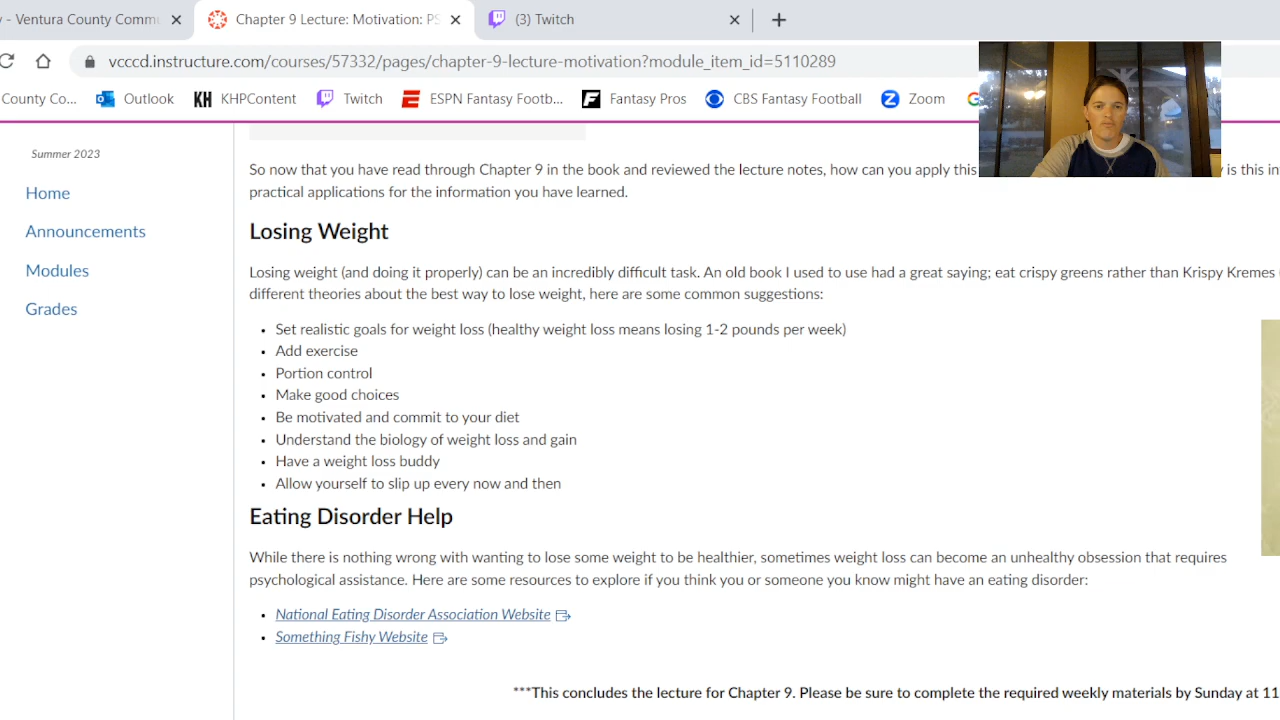 y - Ventura County Commu
Chapter 9 Lecture: Motivation: PS
(3) Twitch
vcccd.instructure.com/courses/57332/pages/chapter-9-lecture-motivation?module_item_id=5110289
County Co...
Outlook
KHPContent
Twitch
ESPN Fantasy Footb...
Fantasy Pros
CBS Fantasy Football
Zoom
Summer 2023
Home
Announcements
Modules
Grades
So now that you have read through Chapter 9 in the book and reviewed the lecture notes, how can you apply this
y is this in
practical applications for the information you have learned.
Losing Weight
Losing weight (and doing it properly) can be an incredibly difficult task. An old book I used to use had a great saying; eat crispy greens rather than Krispy Kremes
different theories about the best way to lose weight, here are some common suggestions:
• Set realistic goals for weight loss (healthy weight loss means losing 1-2 pounds per week)
• Add exercise
• Portion control
• Make good choices
• Be motivated and commit to your diet
• Understand the biology of weight loss and gain
• Have a weight loss buddy
• Allow yourself to slip up every now and then
Eating Disorder Help
While there is nothing wrong with wanting to lose some weight to be healthier, sometimes weight loss can become an unhealthy obsession that requires
psychological assistance. Here are some resources to explore if you think you or someone you know might have an eating disorder:
• National Eating Disorder Association Website
• Something Fishy Website
***This concludes the lecture for Chapter 9. Please be sure to complete the required weekly materials by Sunday at 11